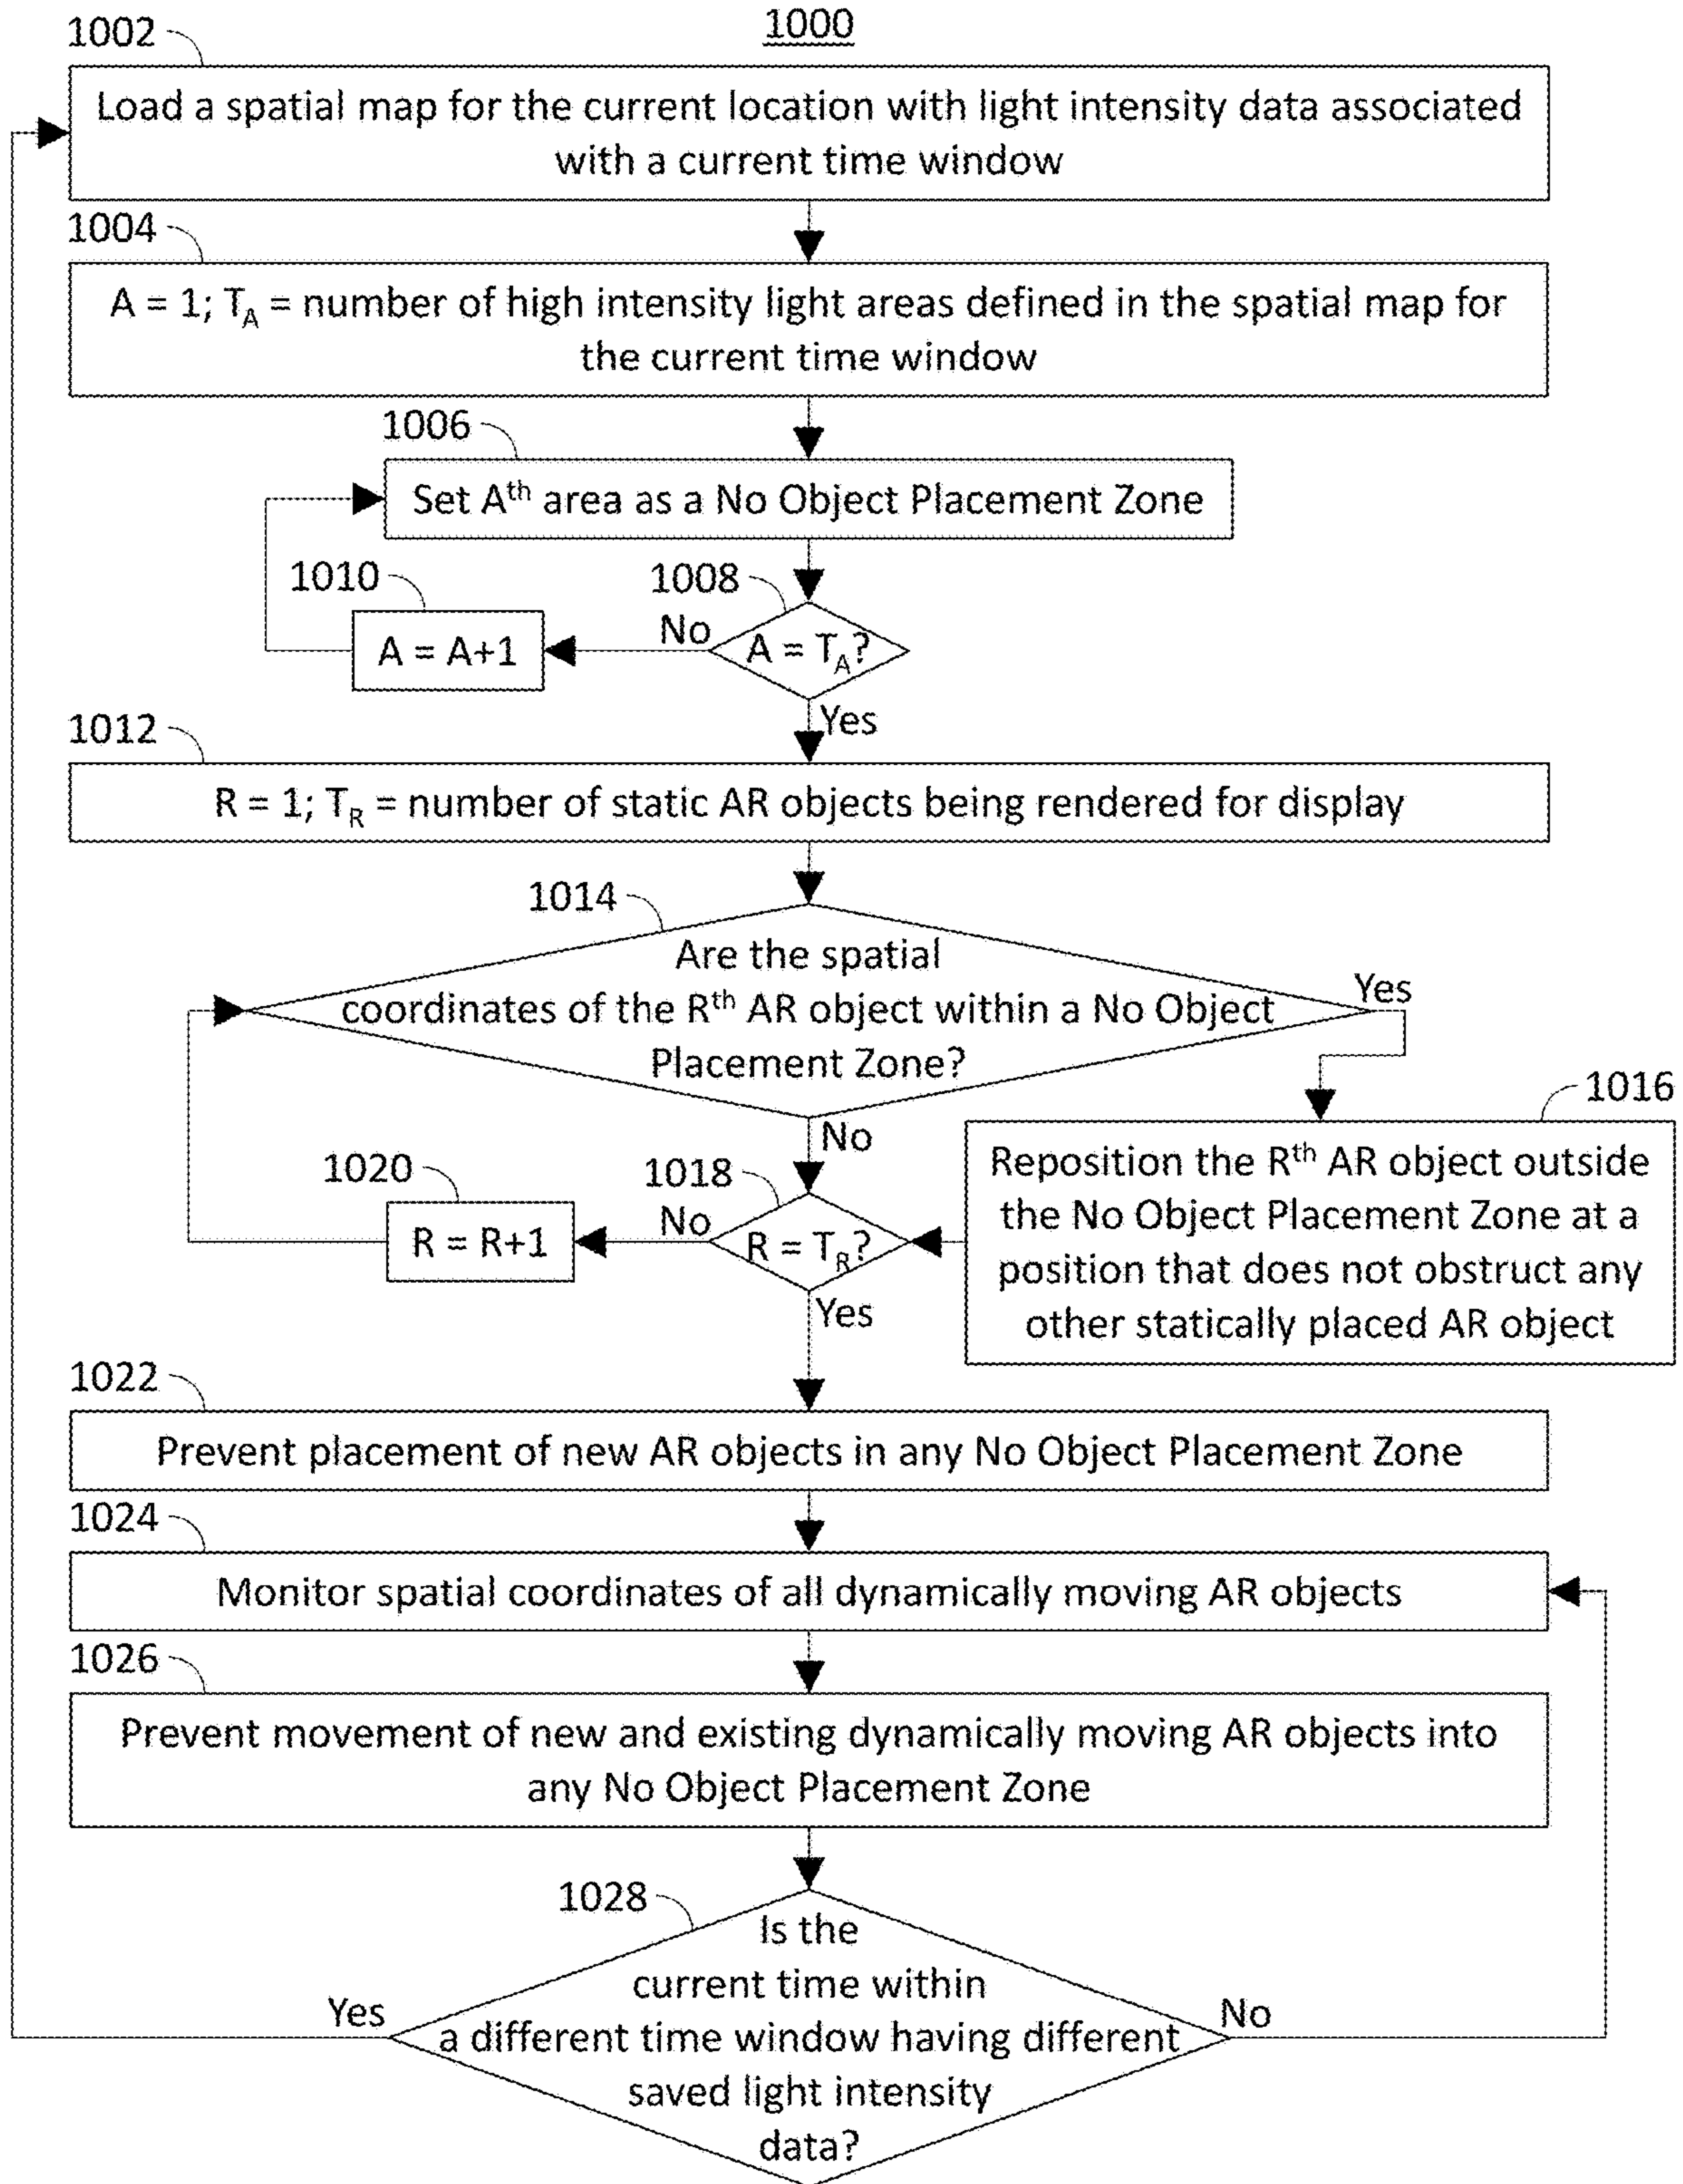 1000
1002
Load a spatial map for the current location with light intensity data associated
with a current time window
1004
A = 1; T_A = number of high intensity light areas defined in the spatial map for
the current time window
1006
Set A^th area as a No Object Placement Zone
1010
1008
No
A = A+1
A = T_A?
Yes
1012
R = 1; T_R = number of static AR objects being rendered for display
1014
Are the spatial
coordinates of the R^th AR object within a No Object
Placement Zone?
Yes
No
1016
Reposition the R^th AR object outside
the No Object Placement Zone at a
position that does not obstruct any
other statically placed AR object
1020
1018
No
R = R+1
R = T_R?
Yes
1022
Prevent placement of new AR objects in any No Object Placement Zone
1024
Monitor spatial coordinates of all dynamically moving AR objects
1026
Prevent movement of new and existing dynamically moving AR objects into
any No Object Placement Zone
1028
Is the
current time within
a different time window having different
saved light intensity
data?
Yes
No